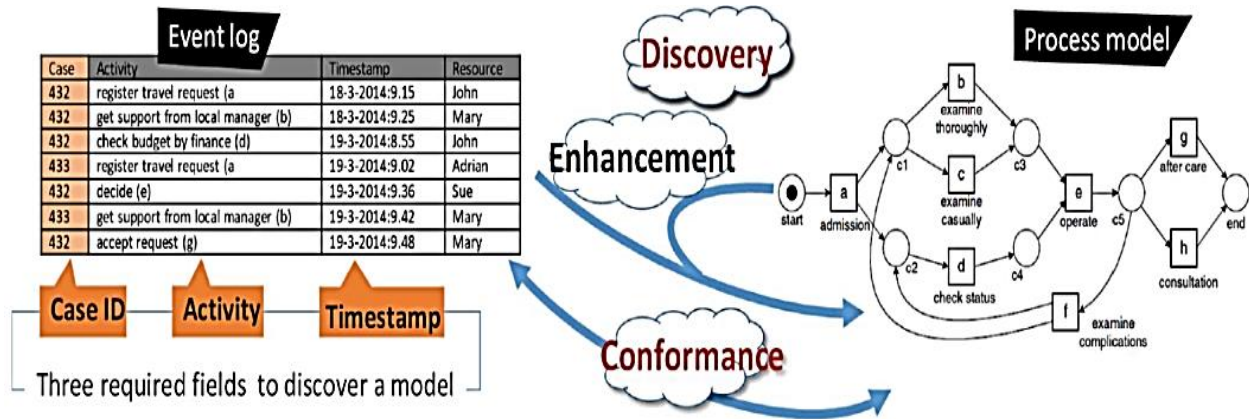 Event log
Case Activity Timestamp Resource
432 register travel request (a 18-3-2014:9.15 John
432 get support from local manager (b) 18-3-2014:9.25 Mary
432 check budget by finance (d) 19-3-2014:8.55 John
433 register travel request (a 19-3-2014:9.02 Adrian
432 decide (e) 19-3-2014:9.36 Sue
433 get support from local manager (b) 19-3-2014:9.42 Mary
432 accept request (g) 19-3-2014:9.48 Mary
Case ID
Activity
Timestamp
Three required fields to discover a model
Discovery
Enhancement
Conformance
Process model
start
a
admission
c1
b
examine
thoroughly
c
examine
casually
c3
c2
d
check status
c4
e
operate
c5
f
examine
complications
g
after care
h
consultation
end